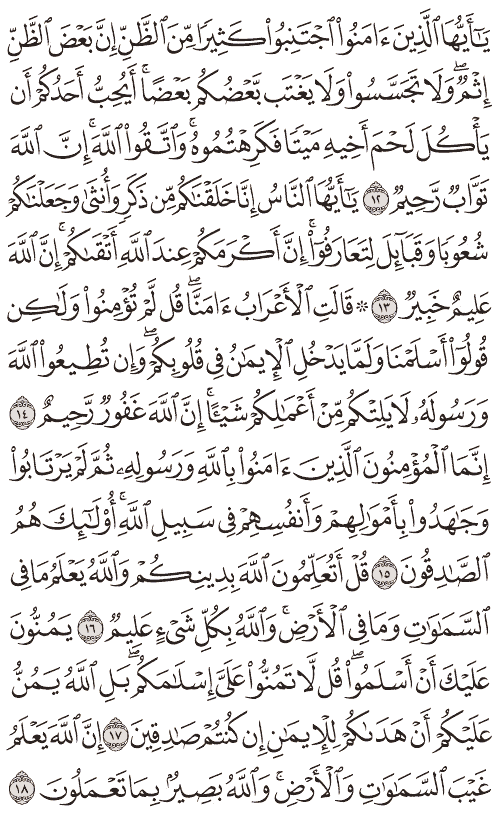 يَـٰٓأَيُّهَا ٱلَّذِينَ ءَامَنُوا۟ ٱجْتَنِبُوا۟ كَثِيرًا مِّنَ ٱلظَّنِّ إِنَّ بَعْضَ ٱلظَّنِّ
إِثْمٌ ۖ وَلَا تَجَسَّسُوا۟ وَلَا يَغْتَب بَّعْضُكُم بَعْضًا ۚ أَيُحِبُّ أَحَدُكُمْ أَن
يَأْكُلَ لَحْمَ أَخِيهِ مَيْتًا فَكَرِهْتُمُوهُ ۚ وَٱتَّقُوا۟ ٱللَّهَ ۚ إِنَّ ٱللَّهَ
تَوَّابٌ رَّحِيمٌ ١٢ يَـٰٓأَيُّهَا ٱلنَّاسُ إِنَّا خَلَقْنَـٰكُم مِّن ذَكَرٍ وَأُنثَىٰ وَجَعَلْنَـٰكُمْ
شُعُوبًا وَقَبَآئِلَ لِتَعَارَفُوٓا۟ ۚ إِنَّ أَكْرَمَكُمْ عِندَ ٱللَّهِ أَتْقَىٰكُمْ ۚ إِنَّ ٱللَّهَ
عَلِيمٌ خَبِيرٌ ١٣ ۞ قَالَتِ ٱلْأَعْرَابُ ءَامَنَّا ۖ قُل لَّمْ تُؤْمِنُوا۟ وَلَـٰكِن
قُولُوٓا۟ أَسْلَمْنَا وَلَمَّا يَدْخُلِ ٱلْإِيمَـٰنُ فِى قُلُوبِكُمْ ۖ وَإِن تُطِيعُوا۟ ٱللَّهَ
وَرَسُولَهُۥ لَا يَلِتْكُم مِّنْ أَعْمَـٰلِكُمْ شَيْـًٔا ۚ إِنَّ ٱللَّهَ غَفُورٌ رَّحِيمٌ ١٤
إِنَّمَا ٱلْمُؤْمِنُونَ ٱلَّذِينَ ءَامَنُوا۟ بِٱللَّهِ وَرَسُولِهِۦ ثُمَّ لَمْ يَرْتَابُوا۟
وَجَـٰهَدُوا۟ بِأَمْوَٰلِهِمْ وَأَنفُسِهِمْ فِى سَبِيلِ ٱللَّهِ ۚ أُو۟لَـٰٓئِكَ هُمُ
ٱلصَّـٰدِقُونَ ١٥ قُلْ أَتُعَلِّمُونَ ٱللَّهَ بِدِينِكُمْ وَٱللَّهُ يَعْلَمُ مَا فِى
ٱلسَّمَـٰوَٰتِ وَمَا فِى ٱلْأَرْضِ ۚ وَٱللَّهُ بِكُلِّ شَىْءٍ عَلِيمٌ ١٦ يَمُنُّونَ
عَلَيْكَ أَنْ أَسْلَمُوا۟ ۖ قُل لَّا تَمُنُّوا۟ عَلَىَّ إِسْلَـٰمَكُم ۖ بَلِ ٱللَّهُ يَمُنُّ
عَلَيْكُمْ أَنْ هَدَىٰكُمْ لِلْإِيمَـٰنِ إِن كُنتُمْ صَـٰدِقِينَ ١٧ إِنَّ ٱللَّهَ يَعْلَمُ
غَيْبَ ٱلسَّمَـٰوَٰتِ وَٱلْأَرْضِ ۚ وَٱللَّهُ بَصِيرٌۢ بِمَا تَعْمَلُونَ ١٨